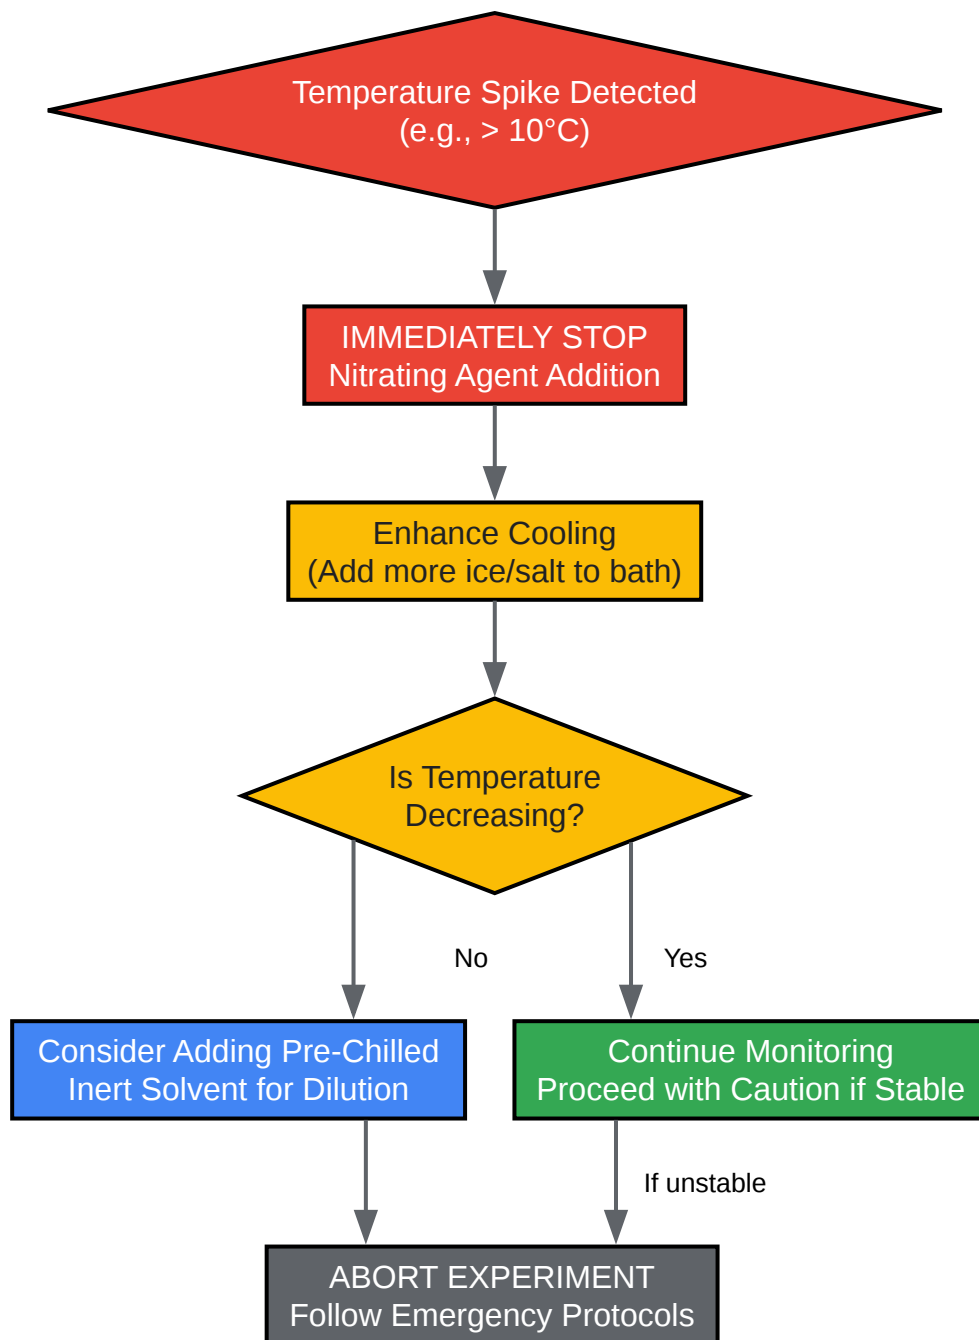 Temperature Spike Detected
(e.g., > 10°C)
IMMEDIATELY STOP
Nitrating Agent Addition
Enhance Cooling
(Add more ice/salt to bath)
Is Temperature
Decreasing?
No
Yes
Consider Adding Pre-Chilled
Inert Solvent for Dilution
Continue Monitoring
Proceed with Caution if Stable
If unstable
ABORT EXPERIMENT
Follow Emergency Protocols